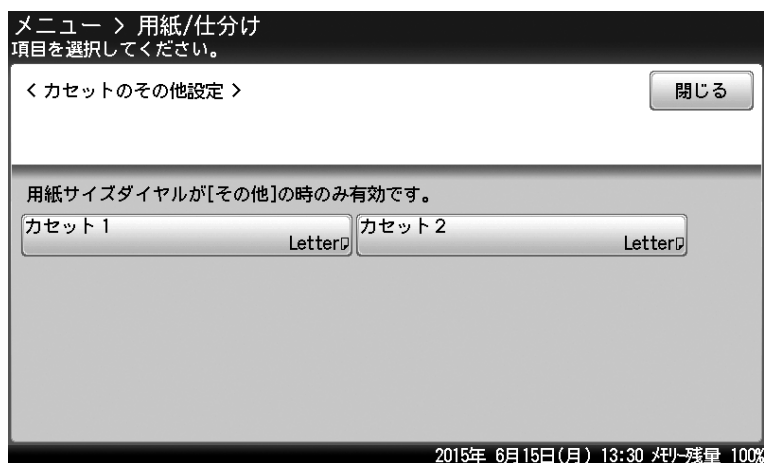 メニュー > 用紙/仕分け
項目を選択してください。
< カセットのその他設定 >
閉じる
用紙サイズダイヤルが[その他]の時のみ有効です。
カセット1
Letter
カセット2
Letter
2015年 6月15日(月) 13:30 ﾒﾓﾘｰ残量 100%